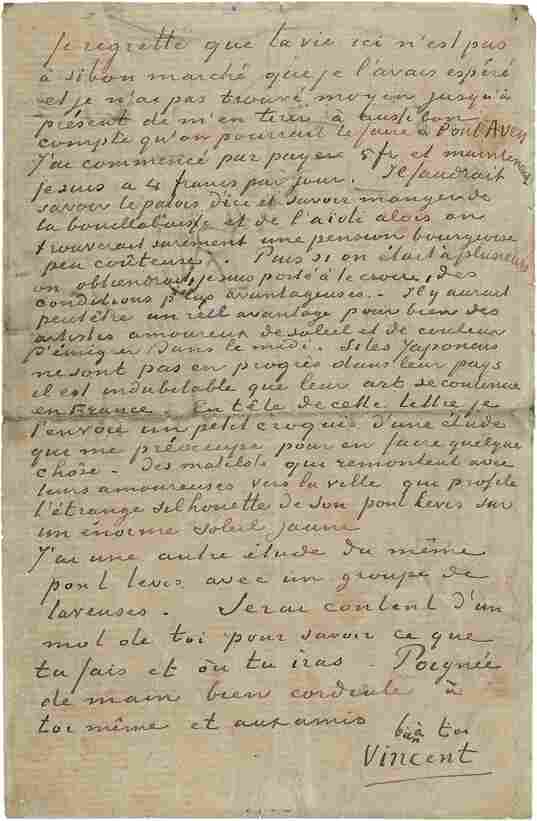 Je regrette que la vie ici n'est pas
à si bon marché que je l'avais espéré
et je n'ai pas trouvé moyen jusqu'à
présent de m'en tirer à aussi bon
compte qu'on pourrait le faire à Pont Aven
J'ai commencé par payer 5 fr et maintenant
je suis a 4 francs par jour. Il faudrait
savoir le patois d'ici et savoir manger de
la bouillabaisse et de l'aïoli alors on
trouverait surement une pension bourgeoise
peu coûteuse. Puis si on était à plusieurs
on obtiendrait, je suis porté à le croire, des
conditions plus avantageuses. Il y aurait
peutêtre un réell avantage pour bien des
artistes amoureux de soleil et de couleur
d'émigrer dans le midi. Si les Japonais
ne sont pas en progrès dans leur pays
il est indubitable que leur art se continue
en France. En tête de cette lettre je
t'envoie un petit croquis d'une étude
qui me préoccupe pour en faire quelque
chôse – des matelots qui remontent avec
leurs amoureuses vers la ville qui profile
l'étrange silhouette de son pont levis sur
un énorme soleil jaune
J'ai une autre étude du même
pont levis avec un groupe de
laveuses. Serai content d'un
mot de toi pour savoir ce que
tu fais et où tu iras – Poignée
de main bien cordiale à
toi même et aux amis
bien à toi
Vincent